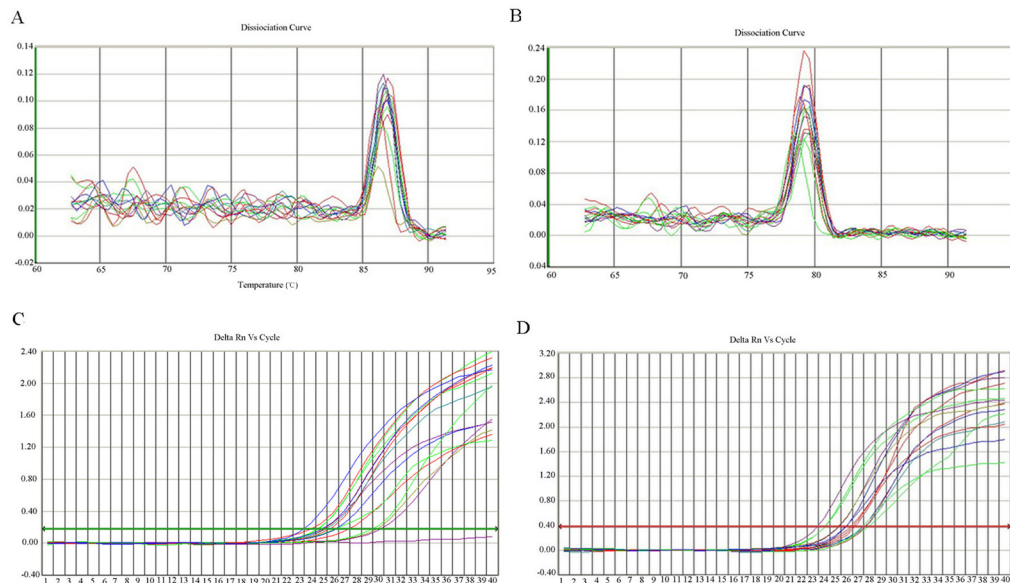 A
Dissiociation Curve
0.14
0.12
0.10
0.08
0.06
0.04
0.02
0.00
-0.02
60 65 70 75 80 85 90 95
Temperature (℃)
B
Dissociation Curve
0.24
0.20
0.16
0.12
0.08
0.04
0.00
0.04
60 65 70 75 80 90
C
Delta Rn Vs Cycle
2.40
2.00
1.60
1.20
0.80
0.40
0.00
-0.40
1 2 3 4 5 6 7 8 9 10 11 12 13 14 15 16 17 18 19 20 21 22 23 24 25 26 27 28 29 30 31 32 33 34 35 36 37 38 39 40
D
Delta Rn Vs Cycle
3.20
2.80
2.40
2.00
1.60
1.20
0.80
0.40
0.00
-0.40
1 2 3 4 5 6 7 8 9 10 11 12 13 14 15 16 17 18 19 20 21 22 23 24 25 26 27 28 29 30 31 32 33 34 35 36 37 38 39 40